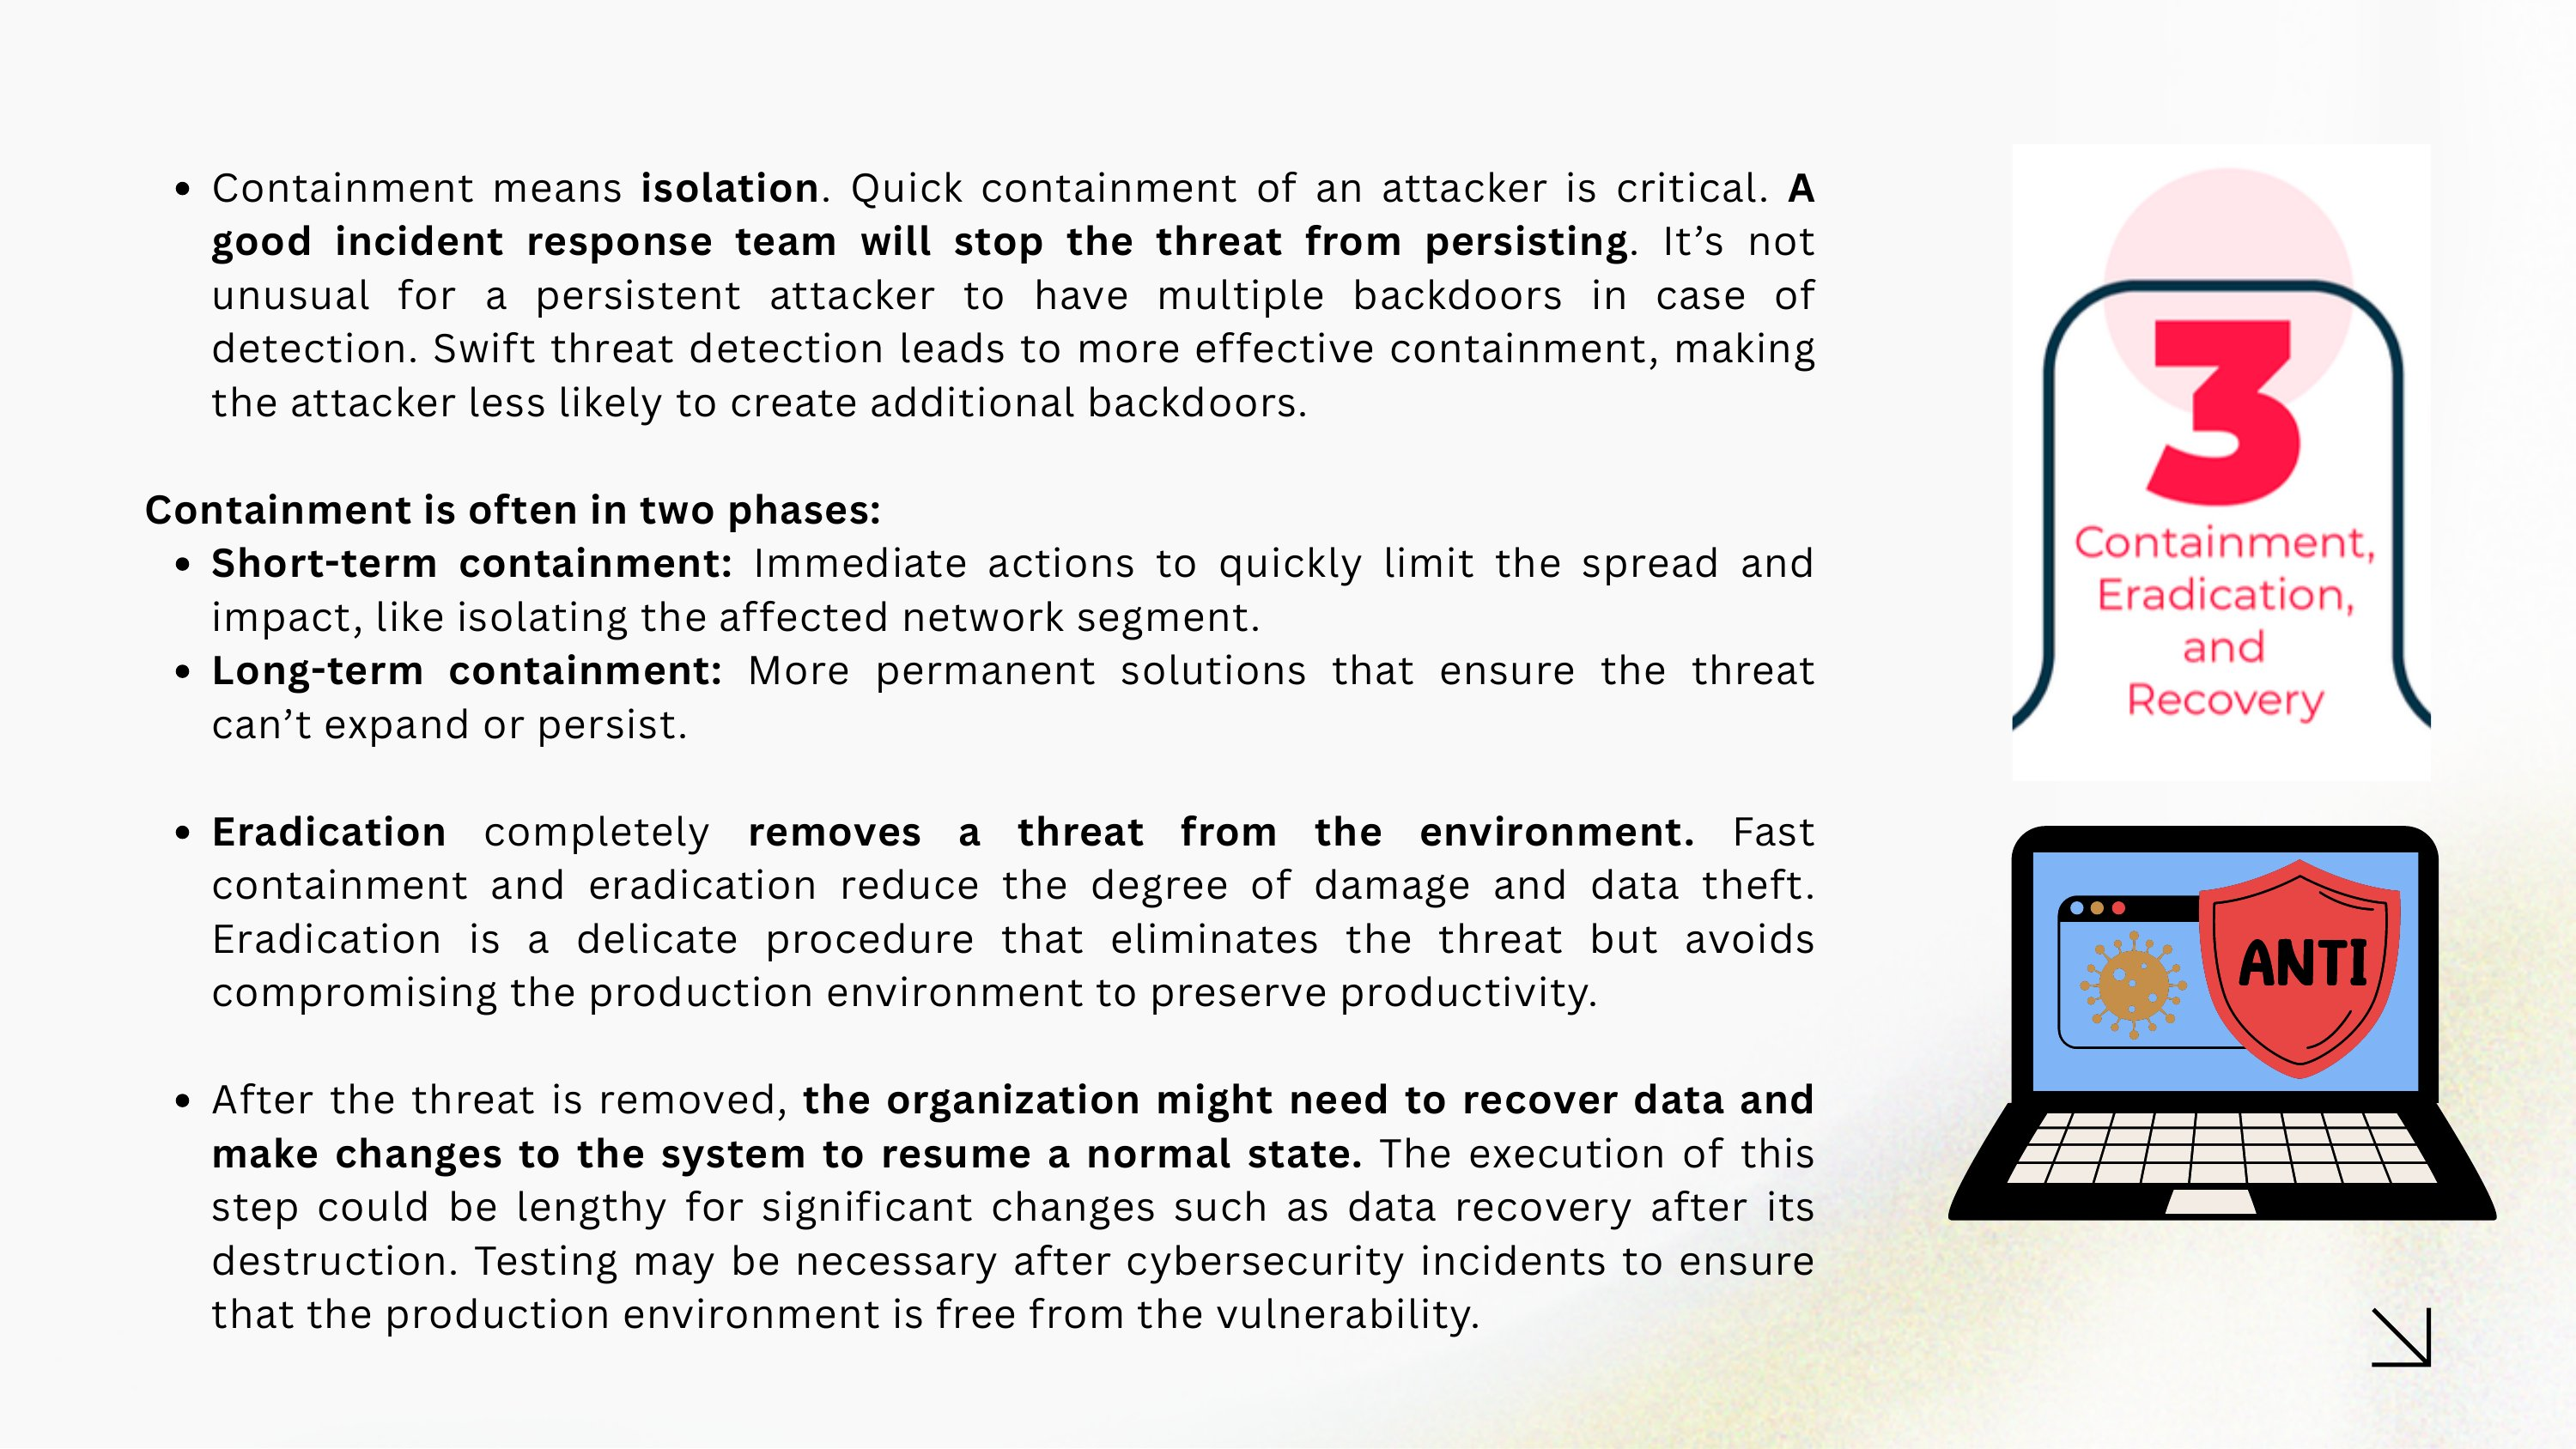 • Containment means isolation. Quick containment of an attacker is critical. A
good incident response team will stop the threat from persisting. It’s not
unusual for a persistent attacker to have multiple backdoors in case of
detection. Swift threat detection leads to more effective containment, making
the attacker less likely to create additional backdoors.
Containment is often in two phases:
• Short-term containment: Immediate actions to quickly limit the spread and
impact, like isolating the affected network segment.
• Long-term containment: More permanent solutions that ensure the threat
can’t expand or persist.
• Eradication completely removes a threat from the environment. Fast
containment and eradication reduce the degree of damage and data theft.
Eradication is a delicate procedure that eliminates the threat but avoids
compromising the production environment to preserve productivity.
• After the threat is removed, the organization might need to recover data and
make changes to the system to resume a normal state. The execution of this
step could be lengthy for significant changes such as data recovery after its
destruction. Testing may be necessary after cybersecurity incidents to ensure
that the production environment is free from the vulnerability.
3
Containment,
Eradication,
and
Recovery
ANTI